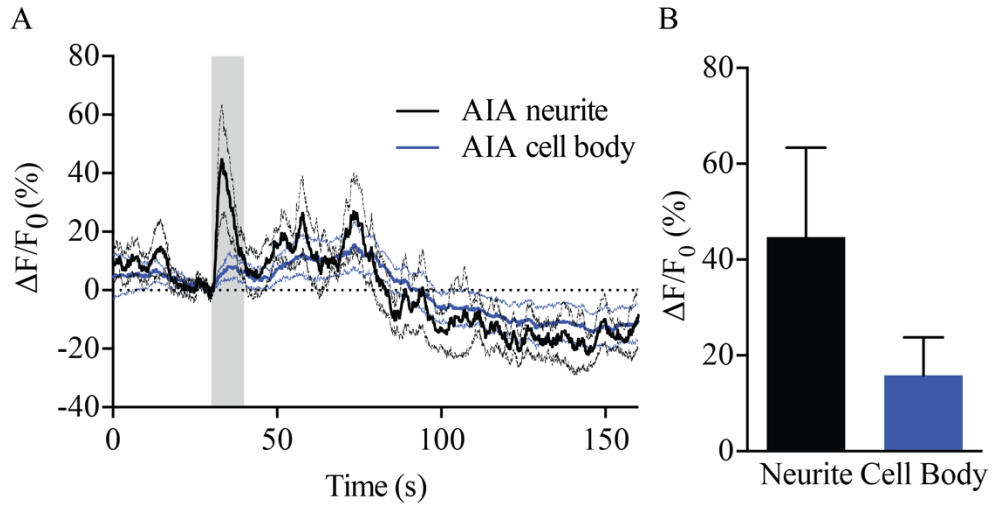 A
80
60
40
20
0
-20
-40
ΔF/F0 (%)
AIA neurite
AIA cell body
0
50
100
150
Time (s)
B
80
60
40
20
0
ΔF/F0 (%)
Neurite Cell Body